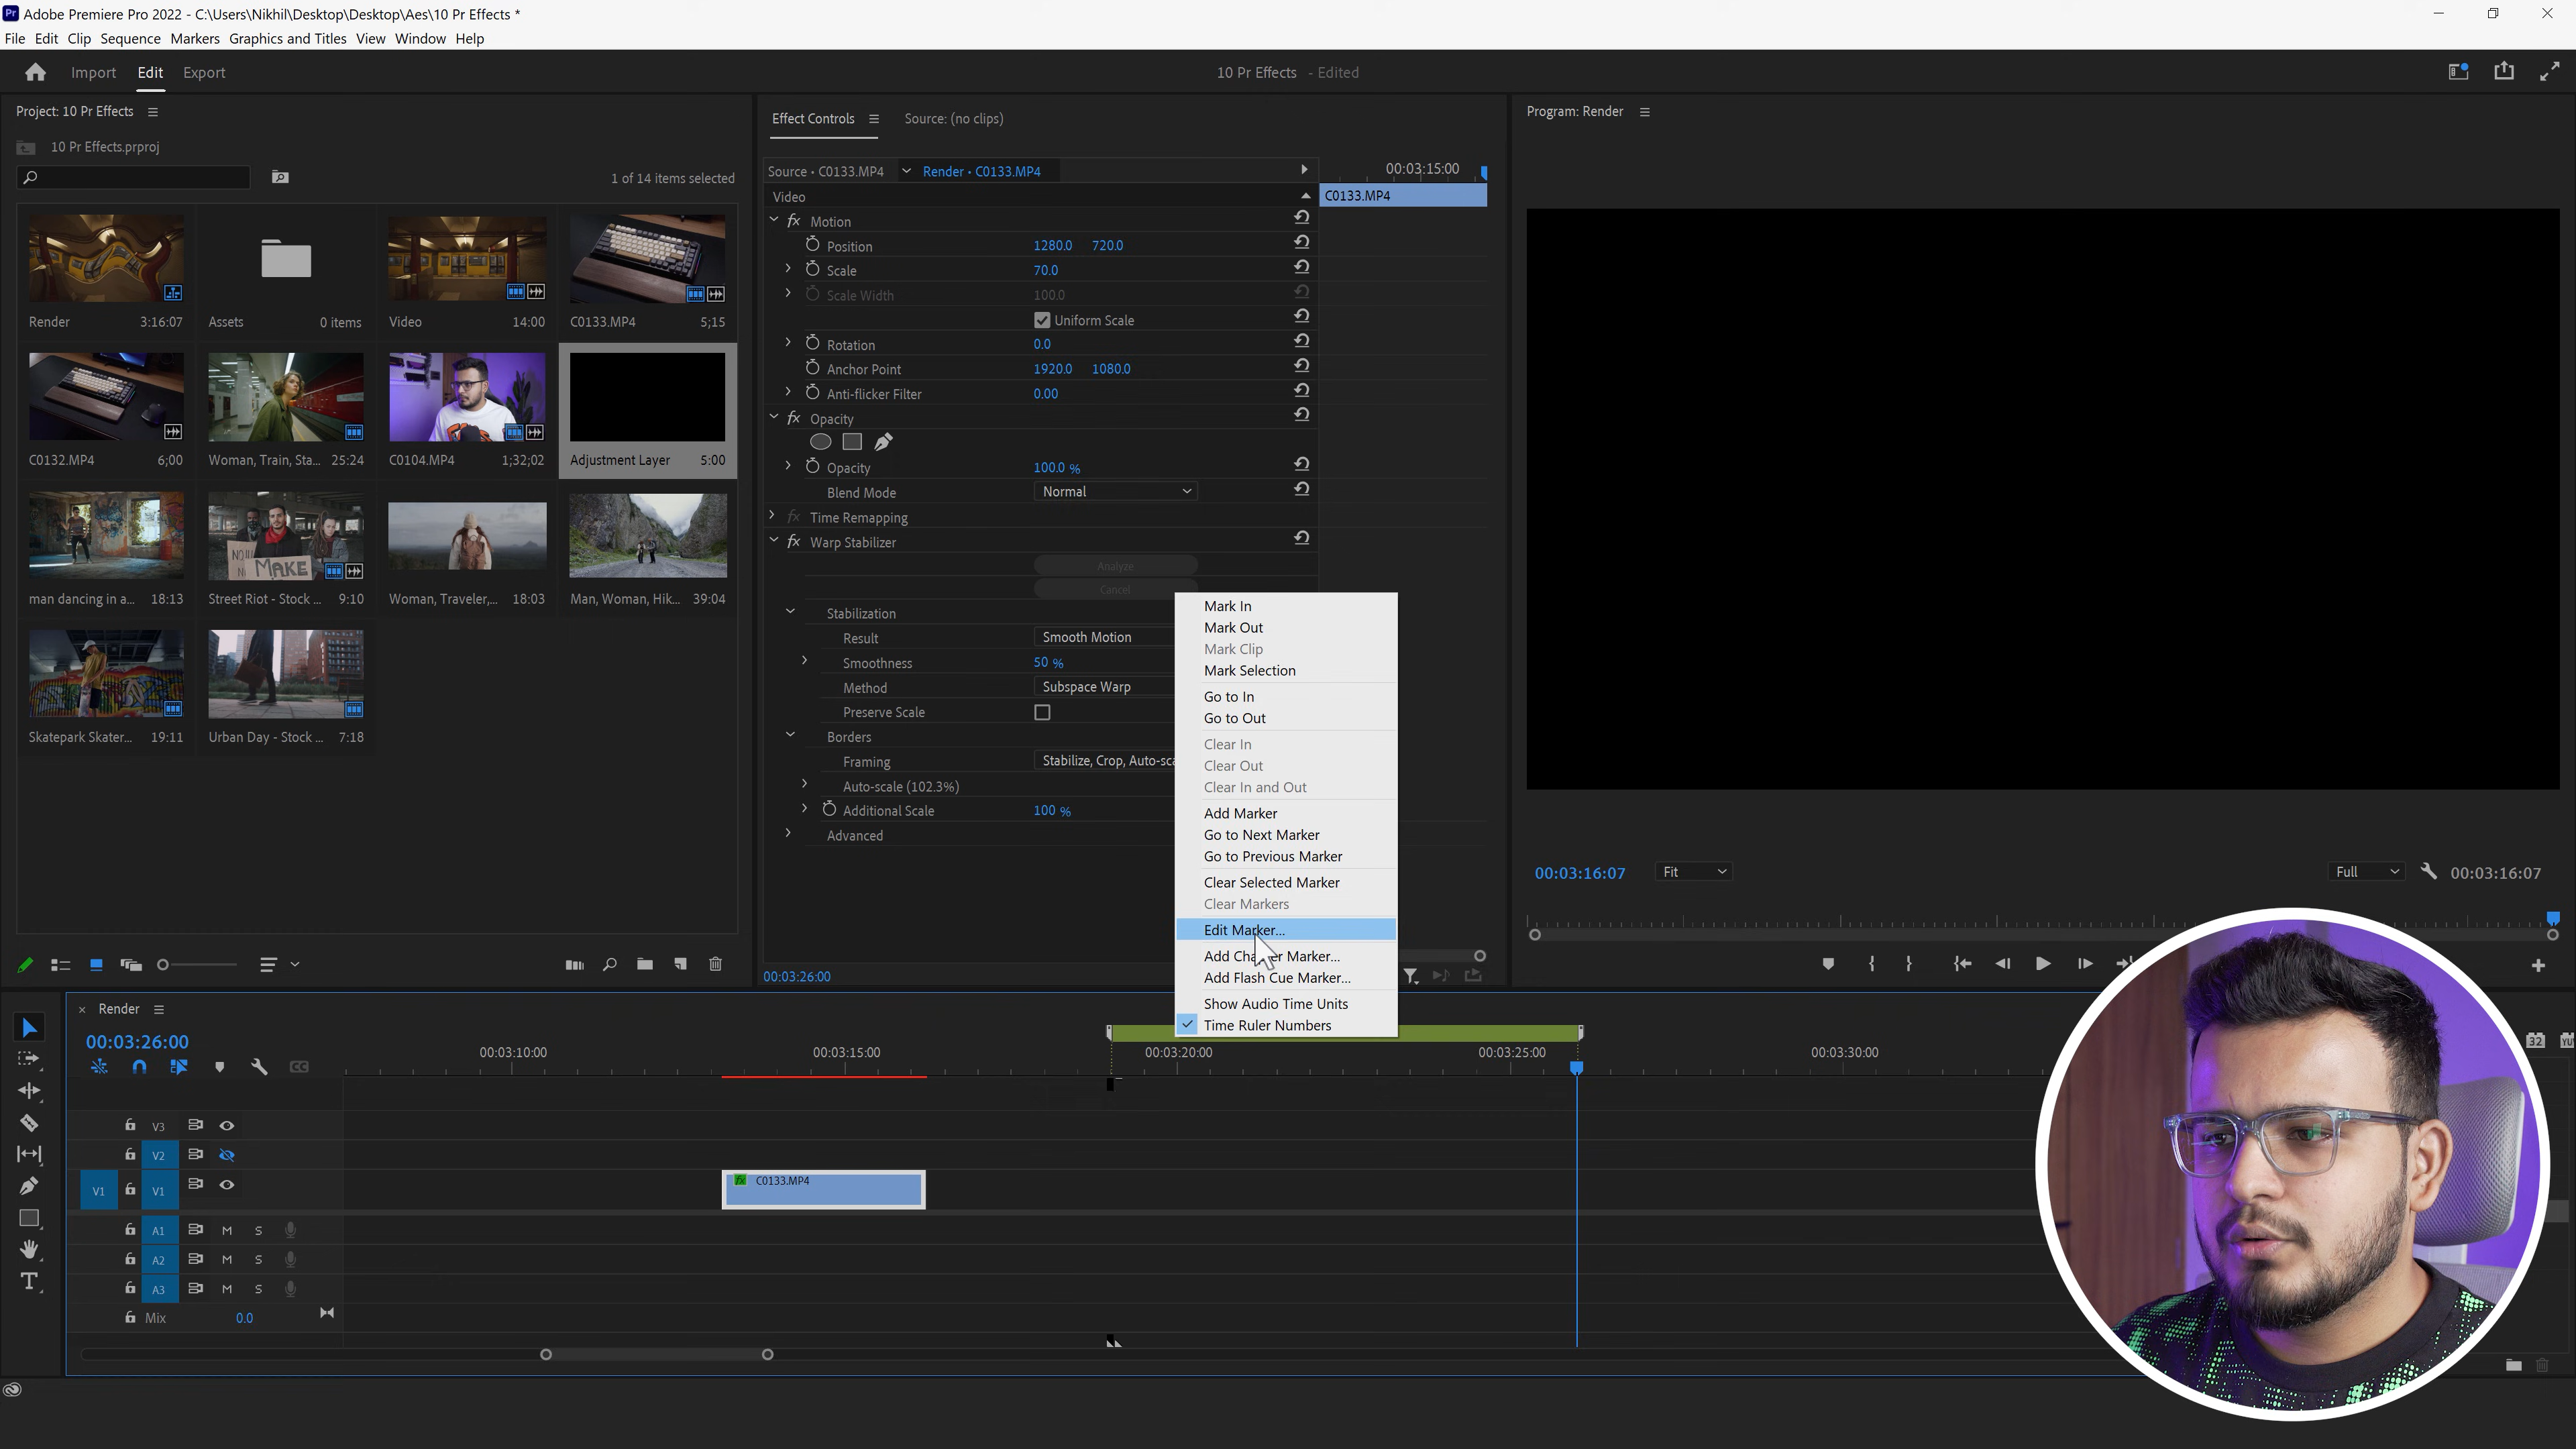 Pr Adobe Premiere Pro 2022 - C:\Users\Nikhil\Desktop\Desktop\Aes\10 Pr Effects *
File Edit Clip Sequence Markers Graphics and Titles View Window Help
Import Edit Export
10 Pr Effects - Edited
Project: 10 Pr Effects
10 Pr Effects.prproj
1 of 14 items selected
Render 3:16:07
Assets 0 items
Video 14:00
C0133.MP4 5;15
C0132.MP4 6;00
Woman, Train, Sta... 25:24
C0104.MP4 1;32;02
Adjustment Layer 5:00
MAKE
man dancing in a... 18:13
Street Riot - Stock ... 9:10
Woman, Traveler,... 18:03
Man, Woman, Hik... 39:04
Skatepark Skater... 19:11
Urban Day - Stock ... 7:18
Effect Controls
Source: (no clips)
Source • C0133.MP4
Render • C0133.MP4
00:03:15:00
Video
C0133.MP4
fx Motion
Position 1280.0 720.0
Scale 70.0
Scale Width 100.0
Uniform Scale
Rotation 0.0
Anchor Point 1920.0 1080.0
Anti-flicker Filter 0.00
fx Opacity
Opacity 100.0 %
Blend Mode Normal
fx Time Remapping
fx Warp Stabilizer
Analyze
Cancel
Stabilization
Result Smooth Motion
Smoothness 50 %
Method Subspace Warp
Preserve Scale
Borders
Framing Stabilize, Crop, Auto-sca
Auto-scale (102.3%)
Additional Scale 100 %
Advanced
00:03:26:00
Mark In
Mark Out
Mark Clip
Mark Selection
Go to In
Go to Out
Clear In
Clear Out
Clear In and Out
Add Marker
Go to Next Marker
Go to Previous Marker
Clear Selected Marker
Clear Markers
Edit Marker...
Add Cha er Marker...
Add Flash Cue Marker...
Show Audio Time Units
Time Ruler Numbers
Program: Render
00:03:16:07
Fit
Full
00:03:16:07
Render
00:03:26:00
CC
00:03:10:00
00:03:15:00
00:03:20:00
00:03:25:00
00:03:30:00
32
V3
V2
V1 V1
fx C0133.MP4
A1 M S
A2 M S
A3 M S
Mix 0.0